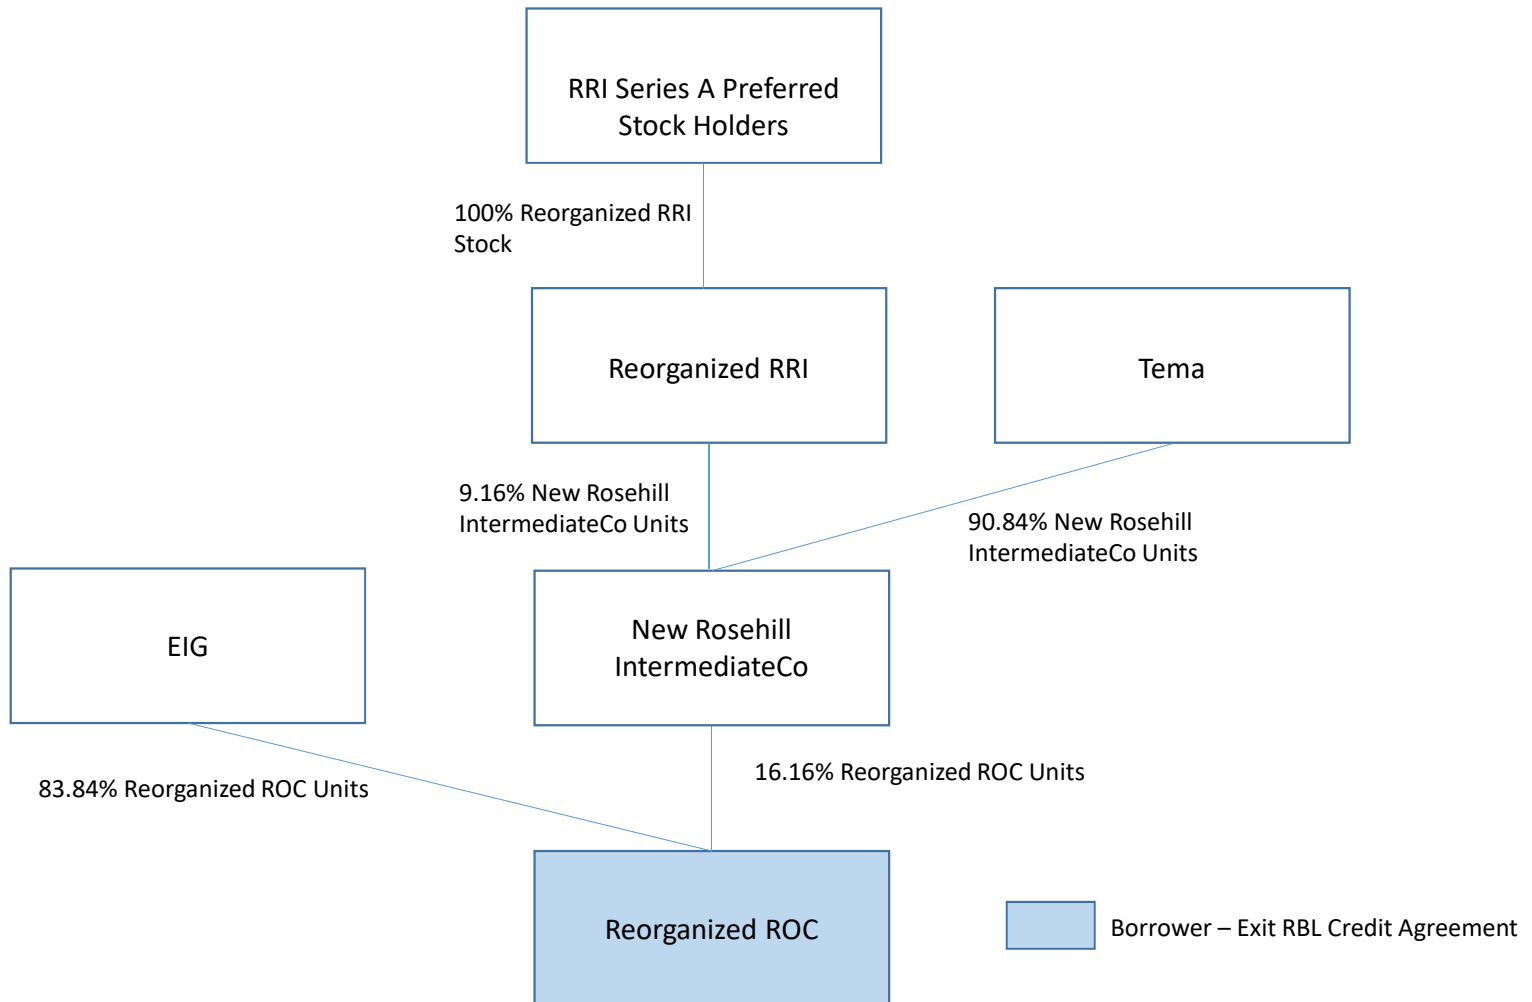 RRI Series A Preferred
Stock Holders
100% Reorganized RRI
Stock
Reorganized RRI
Tema
9.16% New Rosehill
IntermediateCo Units
90.84% New Rosehill
IntermediateCo Units
EIG
New Rosehill
IntermediateCo
83.84% Reorganized ROC Units
16.16% Reorganized ROC Units
Reorganized ROC
Borrower – Exit RBL Credit Agreement